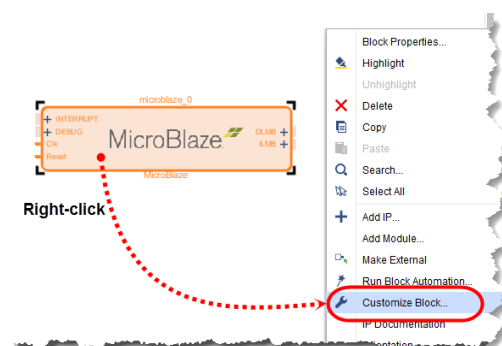 Block Properties...
Highlight
Unhighlight
Delete
Copy
Paste
Search...
Select All
Add IP...
Add Module...
Make External
Run Block Automation...
Customize Block...
IP Documentation
Orientation
microblaze_0
INTERRUPT
DEBUG
Clk
Reset
MicroBlaze
DLMB
ILMB
MicroBlaze
Right-click